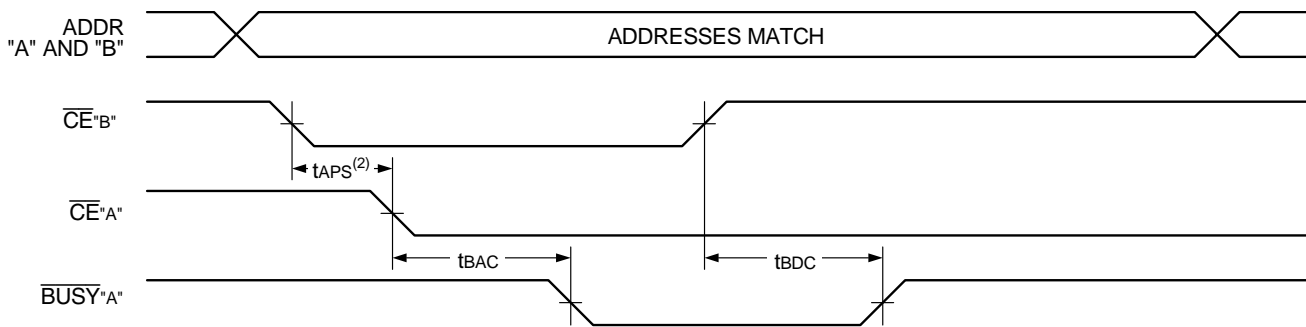 ADDR
"A" AND "B"
ADDRESSES MATCH
CE"B"
tAPS(2)
CE"A"
tBAC
tBDC
BUSY"A"